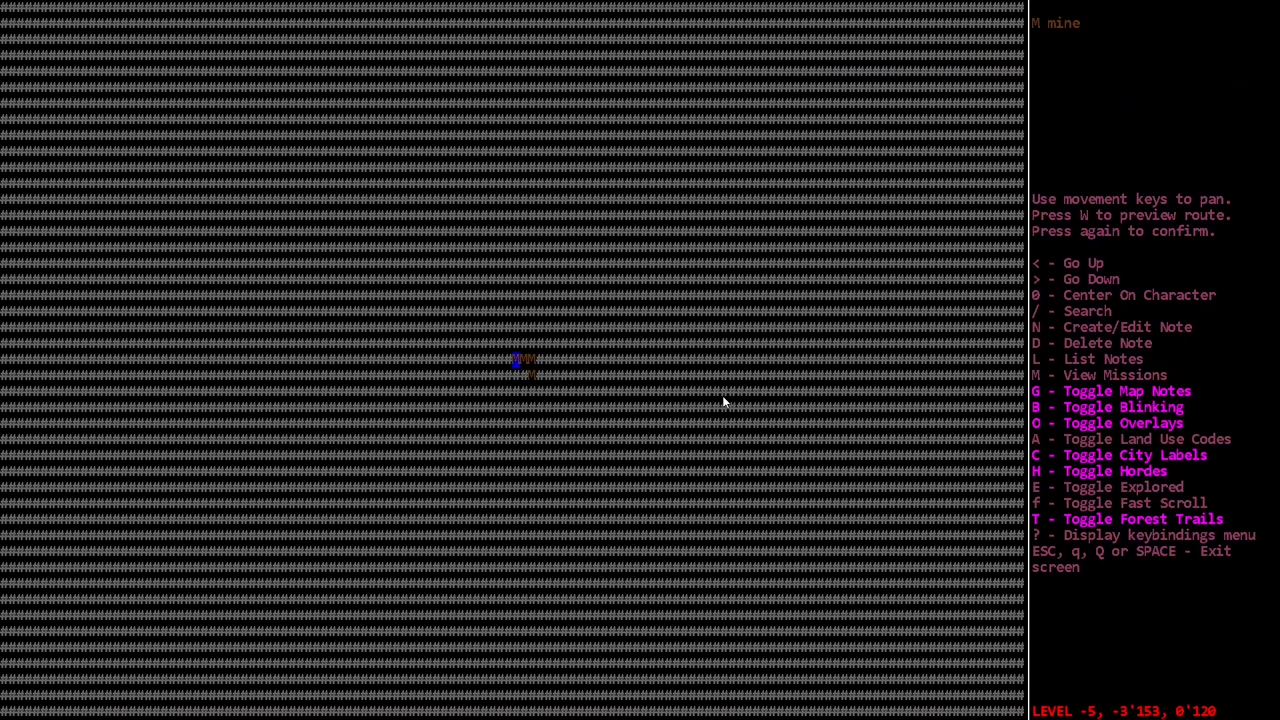 M mine
Use movement keys to pan.
Press W to preview route.
Press again to confirm.
< - Go Up
> - Go Down
0 - Center On Character
/ - Search
N - Create/Edit Note
D - Delete Note
L - List Notes
M - View Missions
MMM
M
G - Toggle Map Notes
B - Toggle Blinking
O - Toggle Overlays
A - Toggle Land Use Codes
C - Toggle City Labels
H - Toggle Hordes
E - Toggle Explored
f - Toggle Fast Scroll
T - Toggle Forest Trails
? - Display keybindings menu
ESC, q, Q or SPACE - Exit
screen
LEVEL -5, -3'153, 0'120